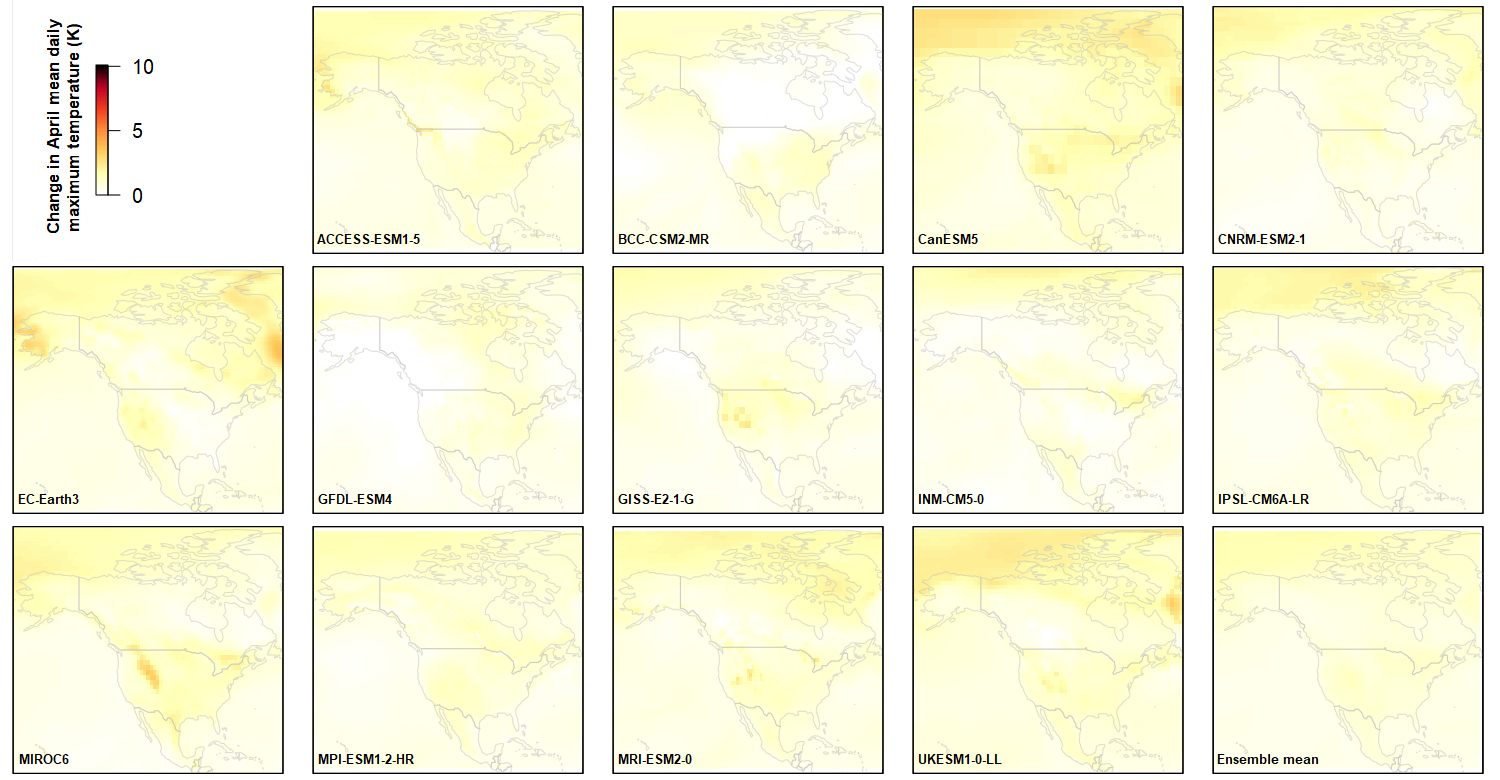 Change in April mean daily
maximum temperature (K)
10
5
0
ACCESS-ESM1-5
BCC-CSM2-MR
CanESM5
CNRM-ESM2-1
EC-Earth3
GFDL-ESM4
GISS-E2-1-G
INM-CM5-0
IPSL-CM6A-LR
MIROC6
MPI-ESM1-2-HR
MRI-ESM2-0
UKESM1-0-LL
Ensemble mean